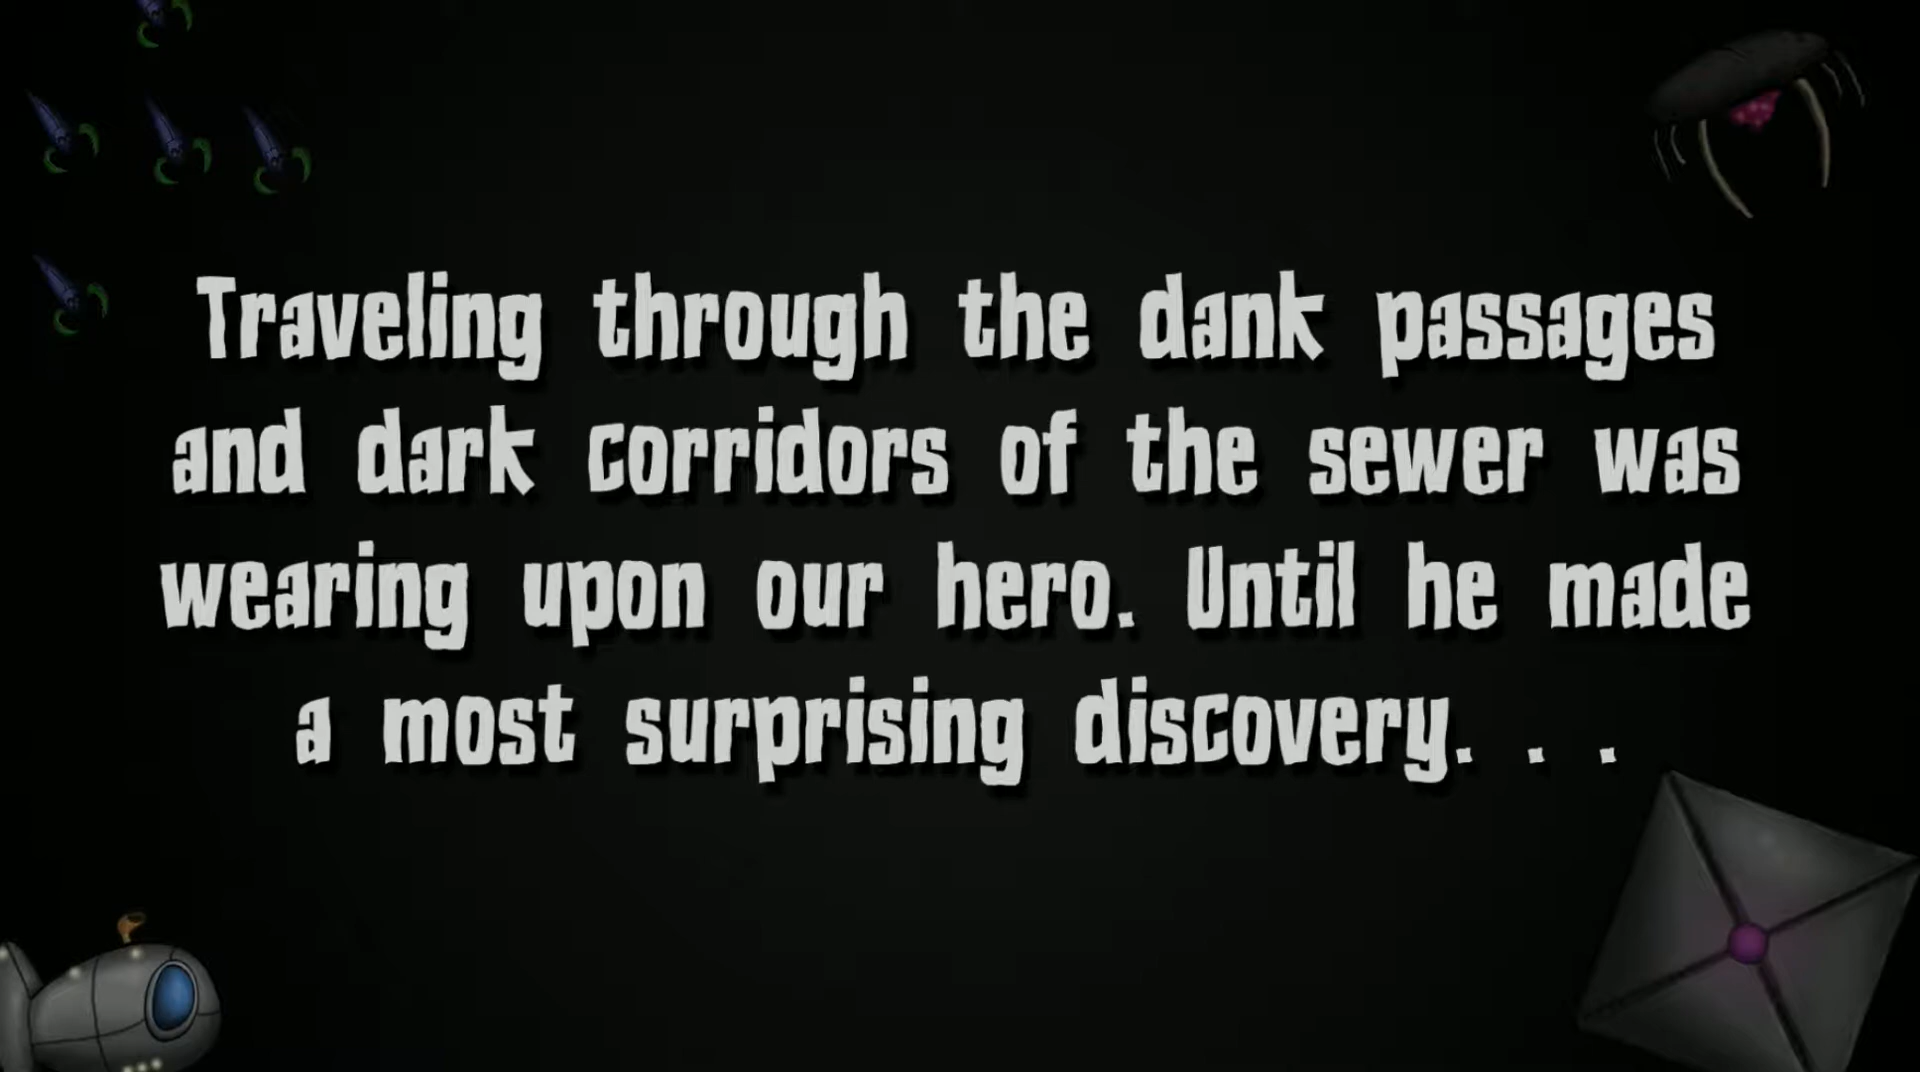 Traveling through the dank passages
and dark corridors of the sewer was
wearing upon our hero. Until he made
a most surprising discovery. . .